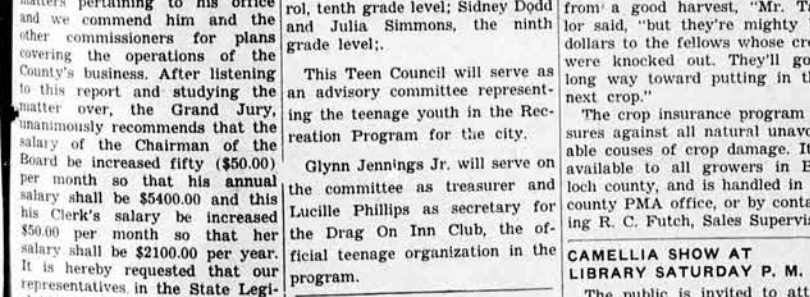 matters pertaining to his office
and we commend him and the
other commissioners for plans
covering the operations of the
County's business. After listening
to this report and studying the
matter over, the Grand Jury,
unanimously recommends that the
salary of the Chairman of the
Board be increased fifty ($50.00)
per month so that his annual
salary shall be $5400.00 and this
his Clerk's salary be increased
$50.00 per month so that her
salary shall be $2100.00 per year.
It is hereby requested that our
representatives in the State Legi-
rol, tenth grade level; Sidney Dodd
and Julia Simmons, the ninth
grade level;.
This Teen Council will serve as
an advisory committee represent-
ing the teenage youth in the Rec-
reation Program for the city.
Glynn Jennings Jr. will serve on
the committee as treasurer and
Lucille Phillips as secretary for
the Drag On Inn Club, the of-
ficial teenage organization in the
program.
from a good harvest, "Mr. Ta
lor said, "but they're mighty
dollars to the fellows whose cr
were knocked out. They'll go
long way toward putting in t
next crop."
The crop insurance program
sures against all natural unavo
able couses of crop damage. It
available to all growers in B
loch county, and is handled in
county PMA office, or by conta
ing R. C. Futch, Sales Supervis
CAMELLIA SHOW AT
LIBRARY SATURDAY P. M.
The public is invited to att